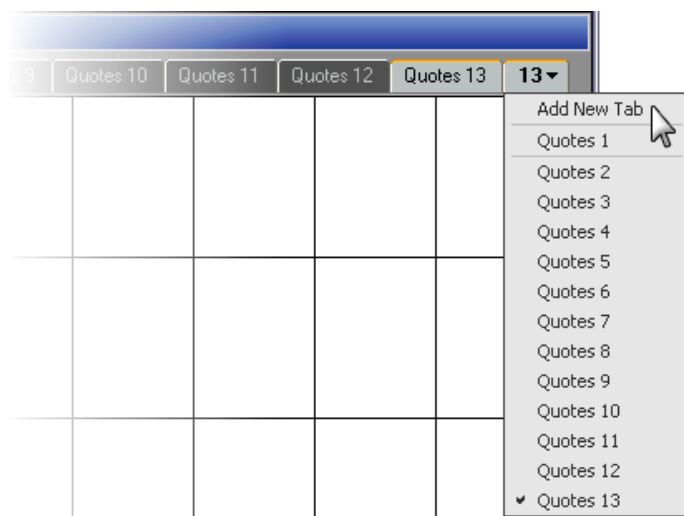 9 Quotes 10 Quotes 11 Quotes 12 Quotes 13 13
Add New Tab
Quotes 1
Quotes 2
Quotes 3
Quotes 4
Quotes 5
Quotes 6
Quotes 7
Quotes 8
Quotes 9
Quotes 10
Quotes 11
Quotes 12
Quotes 13